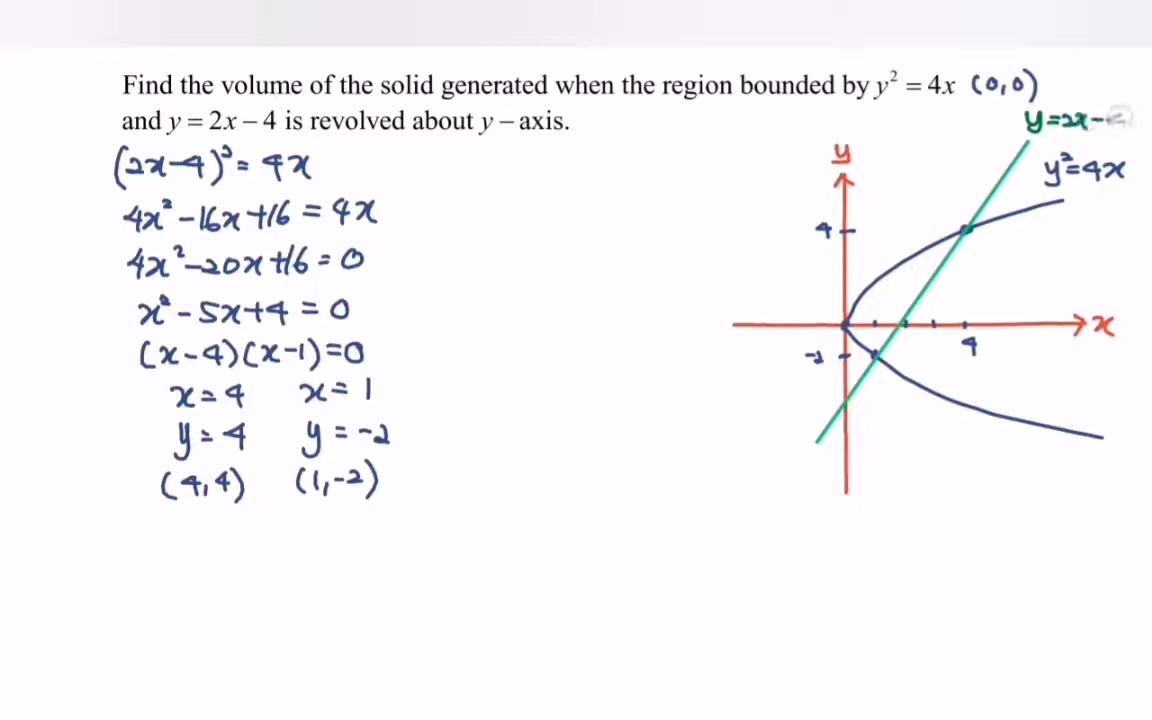 Find the volume of the solid generated when the region bounded by y² = 4x (0,0)
and y = 2x − 4 is revolved about y − axis.
(2x-4)² = 4x
4x² - 16x + 16 = 4x
4x² - 20x + 16 = 0
x² - 5x + 4 = 0
(x-4)(x-1) = 0
x = 4 x = 1
y = 4 y = -2
(4,4) (1,-2)
y=2x-
y²=4x
y
4
x
4
-2